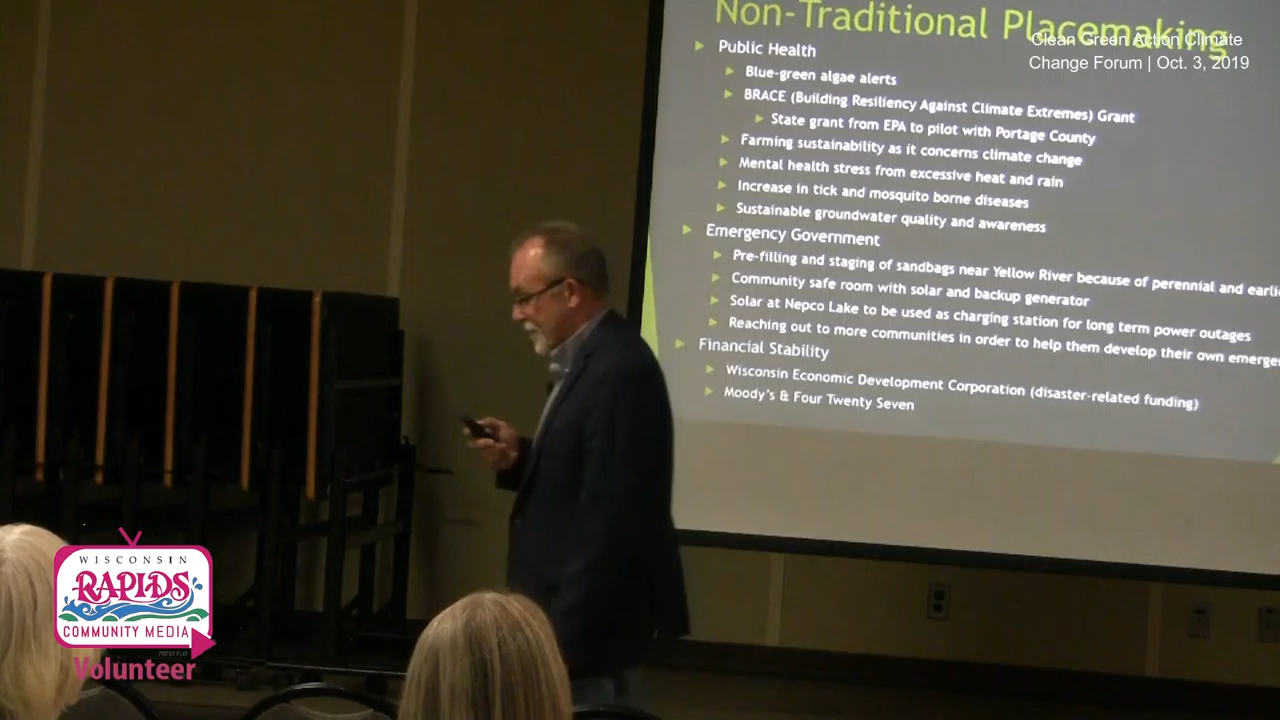 Non-Traditional Placemaking
Clean Green Action Climate
Change Forum | Oct. 3, 2019
Public Health
Blue-green algae alerts
BRACE (Building Resiliency Against Climate Extremes) Grant
State grant from EPA to pilot with Portage County
Farming sustainability as it concerns climate change
Mental health stress from excessive heat and rain
Increase in tick and mosquito borne diseases
Sustainable groundwater quality and awareness
Emergency Government
Pre-filling and staging of sandbags near Yellow River because of perennial and earli
Community safe room with solar and backup generator
Solar at Nepco Lake to be used as charging station for long term power outages
Reaching out to more communities in order to help them develop their own emerge
Financial Stability
Wisconsin Economic Development Corporation (disaster-related funding)
Moody's & Four Twenty Seven
WISCONSIN
RAPIDS
COMMUNITY MEDIA
Volunteer